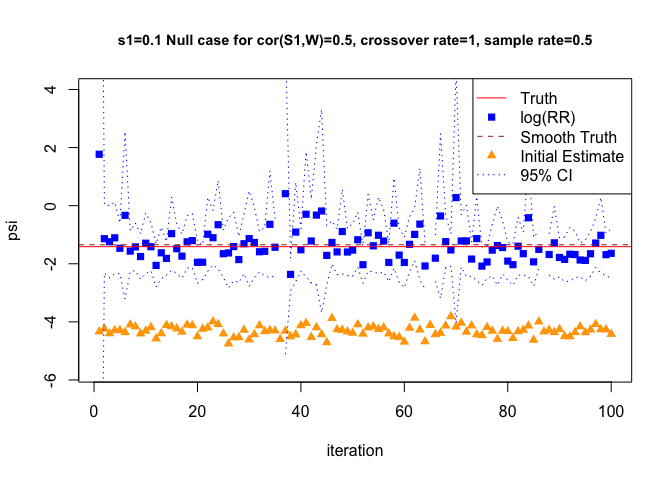 s1=0.1 Null case for cor(S1,W)=0.5, crossover rate=1, sample rate=0.5
Truth
log(RR)
Smooth Truth
Initial Estimate
95% CI
psi
4
2
0
-2
-4
-6
0
20
40
60
80
100
iteration